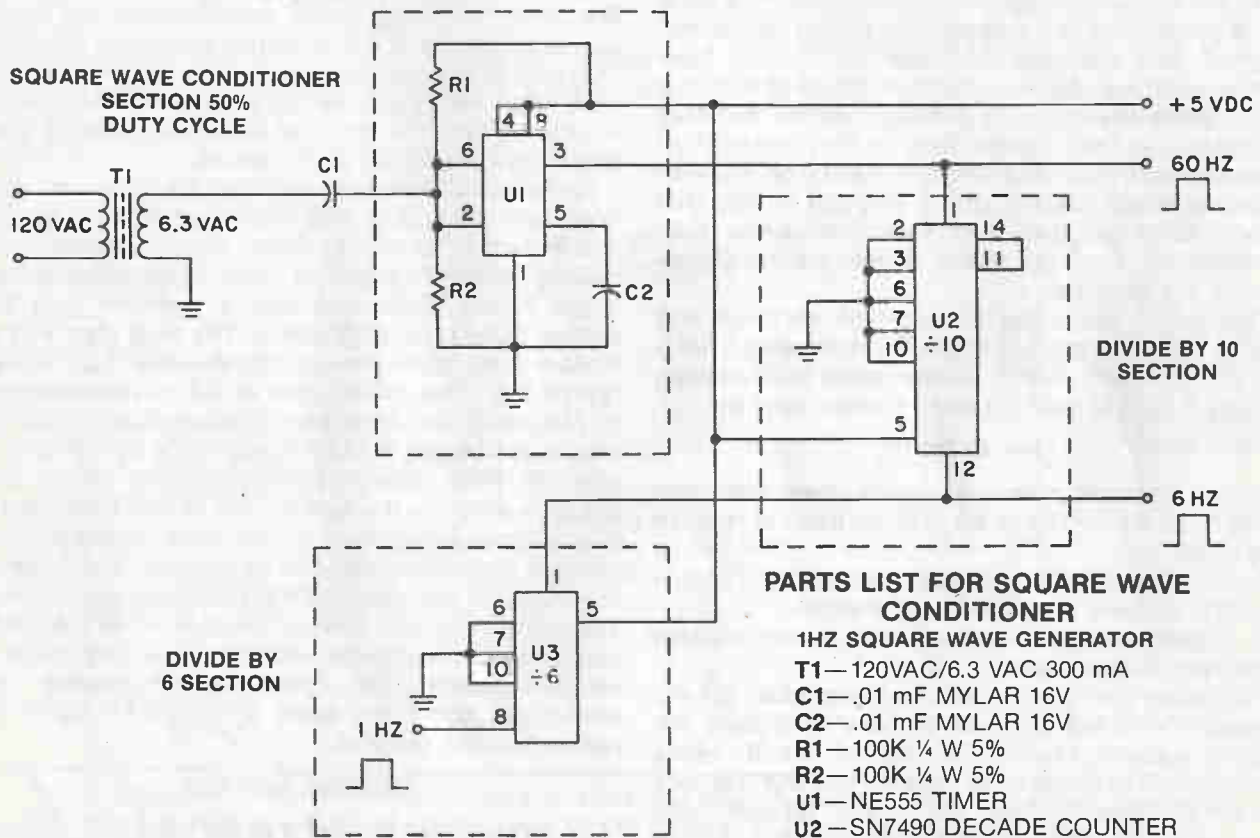 SQUARE WAVE CONDITIONER
SECTION 50%
DUTY CYCLE
T1
120 VAC
6.3 VAC
C1
R1
4 8
6
3
U1
2
5
1
R2
C2
+ 5 VDC
60 HZ
1
2
14
3
13
6
7
U2
÷10
10
5
12
DIVIDE BY 10
SECTION
6 HZ
DIVIDE BY
6 SECTION
1
6
5
7
U3
÷6
10
8
1 HZ
PARTS LIST FOR SQUARE WAVE
CONDITIONER
1HZ SQUARE WAVE GENERATOR
T1—120VAC/6.3 VAC 300 mA
C1—.01 mF MYLAR 16V
C2—.01 mF MYLAR 16V
R1—100K ¼ W 5%
R2—100K ¼ W 5%
U1—NE555 TIMER
U2—SN7490 DECADE COUNTER